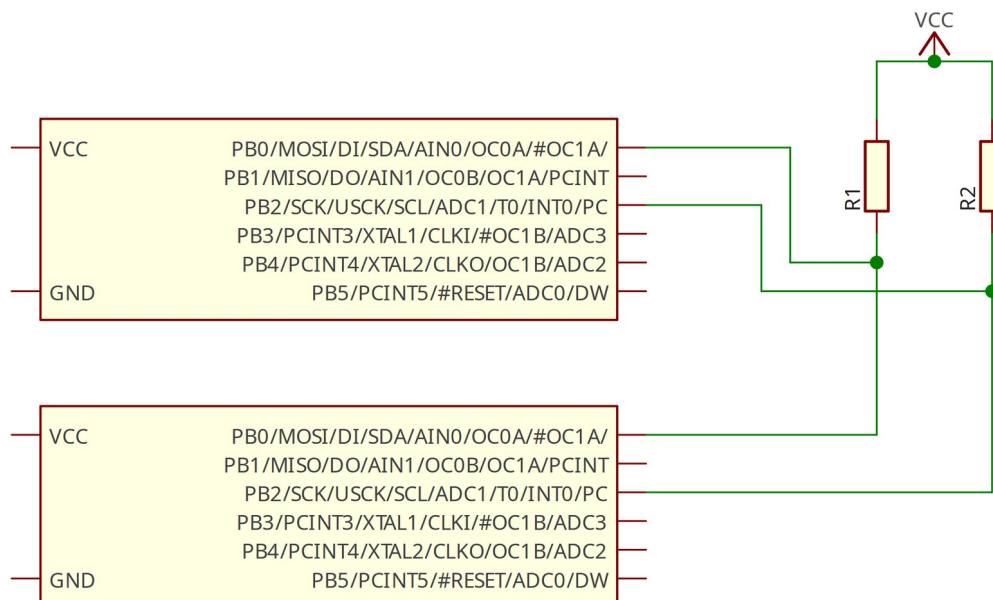 VCC
R1
R2
VCC
PB0/MOSI/DI/SDA/AIN0/OC0A/#OC1A/
PB1/MISO/DO/AIN1/OC0B/OC1A/PCINT
PB2/SCK/USCK/SCL/ADC1/T0/INT0/PC
PB3/PCINT3/XTAL1/CLKI/#OC1B/ADC3
PB4/PCINT4/XTAL2/CLKO/OC1B/ADC2
GND
PB5/PCINT5/#RESET/ADC0/DW
VCC
PB0/MOSI/DI/SDA/AIN0/OC0A/#OC1A/
PB1/MISO/DO/AIN1/OC0B/OC1A/PCINT
PB2/SCK/USCK/SCL/ADC1/T0/INT0/PC
PB3/PCINT3/XTAL1/CLKI/#OC1B/ADC3
PB4/PCINT4/XTAL2/CLKO/OC1B/ADC2
GND
PB5/PCINT5/#RESET/ADC0/DW